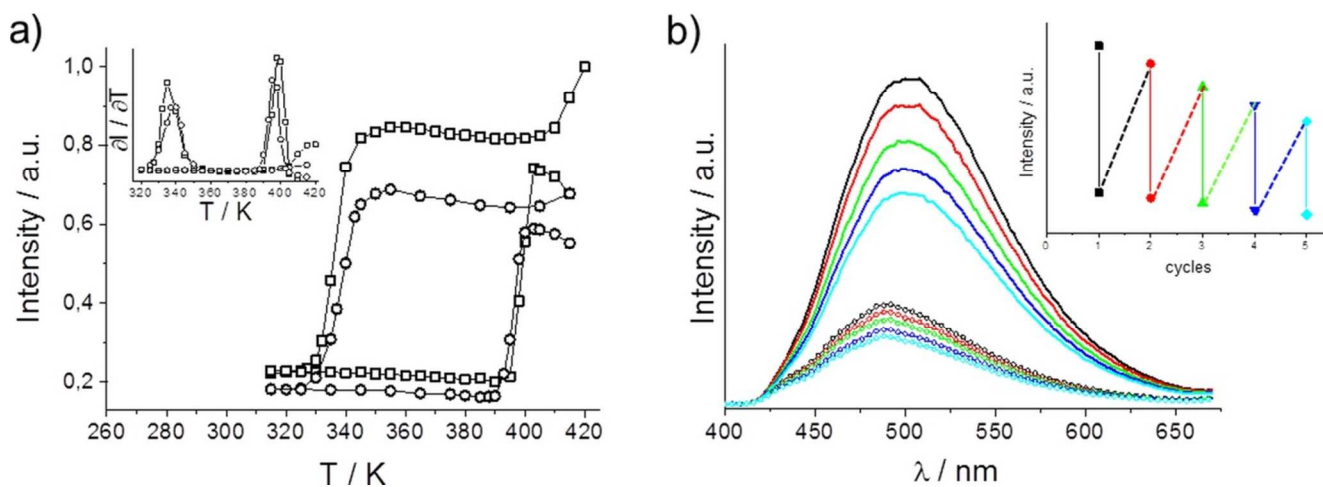 a)
∂I / ∂T
320 340 360 380 400 420
T / K
Intensity / a.u.
1,0
0,8
0,6
0,4
0,2
260 280 300 320 340 360 380 400 420
T / K
b)
Intensity / a.u.
0 1 2 3 4 5
cycles
Intensity / a.u.
400 450 500 550 600 650
λ / nm